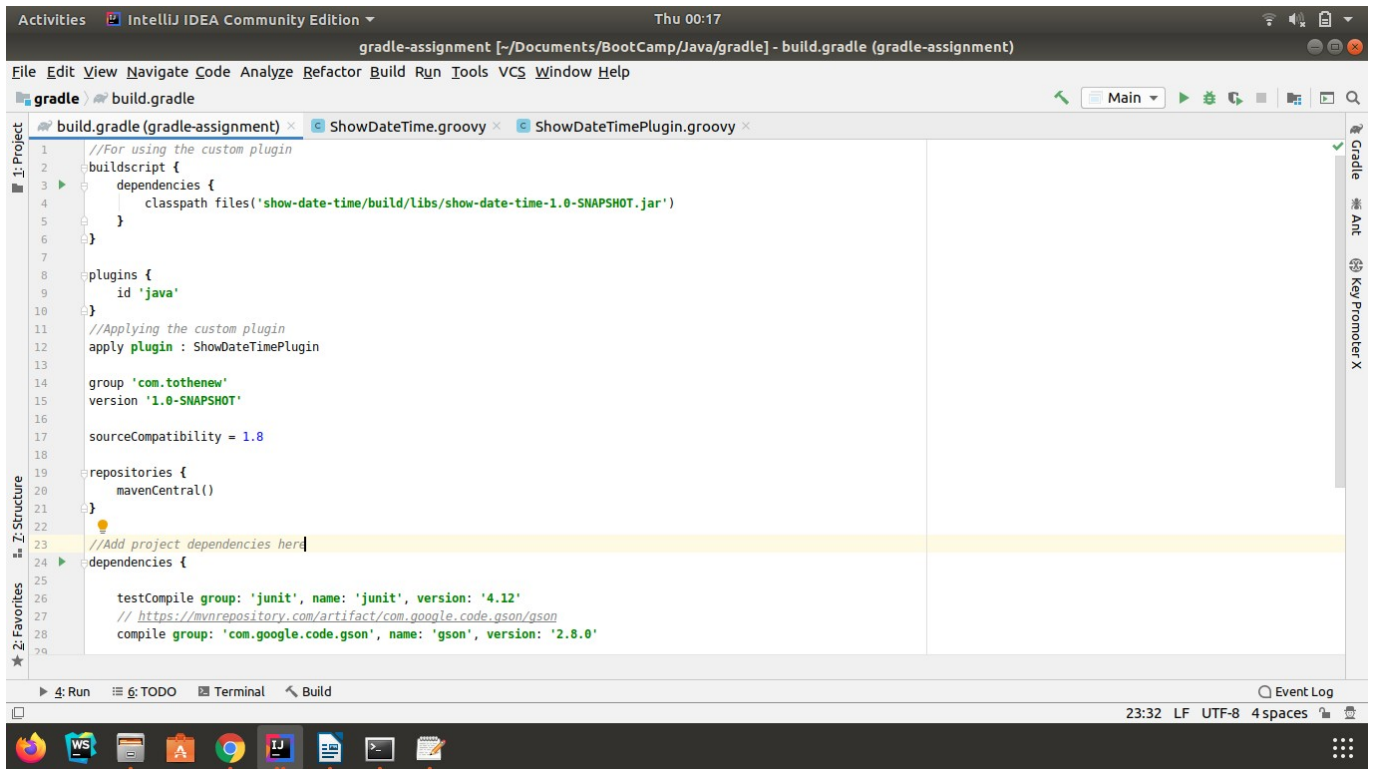 Activities IntelliJ IDEA Community Edition Thu 00:17
gradle-assignment [~/Documents/BootCamp/Java/gradle] - build.gradle (gradle-assignment)
File Edit View Navigate Code Analyze Refactor Build Run Tools VCS Window Help
gradle build.gradle Main
build.gradle (gradle-assignment) ShowDateTime.groovy ShowDateTimePlugin.groovy
1: Project
Z: Structure
2: Favorites
Gradle
Ant
Key Promoter X
1 //For using the custom plugin
2 buildscript {
3 dependencies {
4 classpath files('show-date-time/build/libs/show-date-time-1.0-SNAPSHOT.jar')
5 }
6 }
7
8 plugins {
9 id 'java'
10 }
11 //Applying the custom plugin
12 apply plugin : ShowDateTimePlugin
13
14 group 'com.tothenew'
15 version '1.0-SNAPSHOT'
16
17 sourceCompatibility = 1.8
18
19 repositories {
20 mavenCentral()
21 }
22
23 //Add project dependencies here
24 dependencies {
25
26 testCompile group: 'junit', name: 'junit', version: '4.12'
27 // https://mvnrepository.com/artifact/com.google.code.gson/gson
28 compile group: 'com.google.code.gson', name: 'gson', version: '2.8.0'
29
4: Run 6: TODO Terminal Build Event Log
23:32 LF UTF-8 4 spaces
WS A IJ